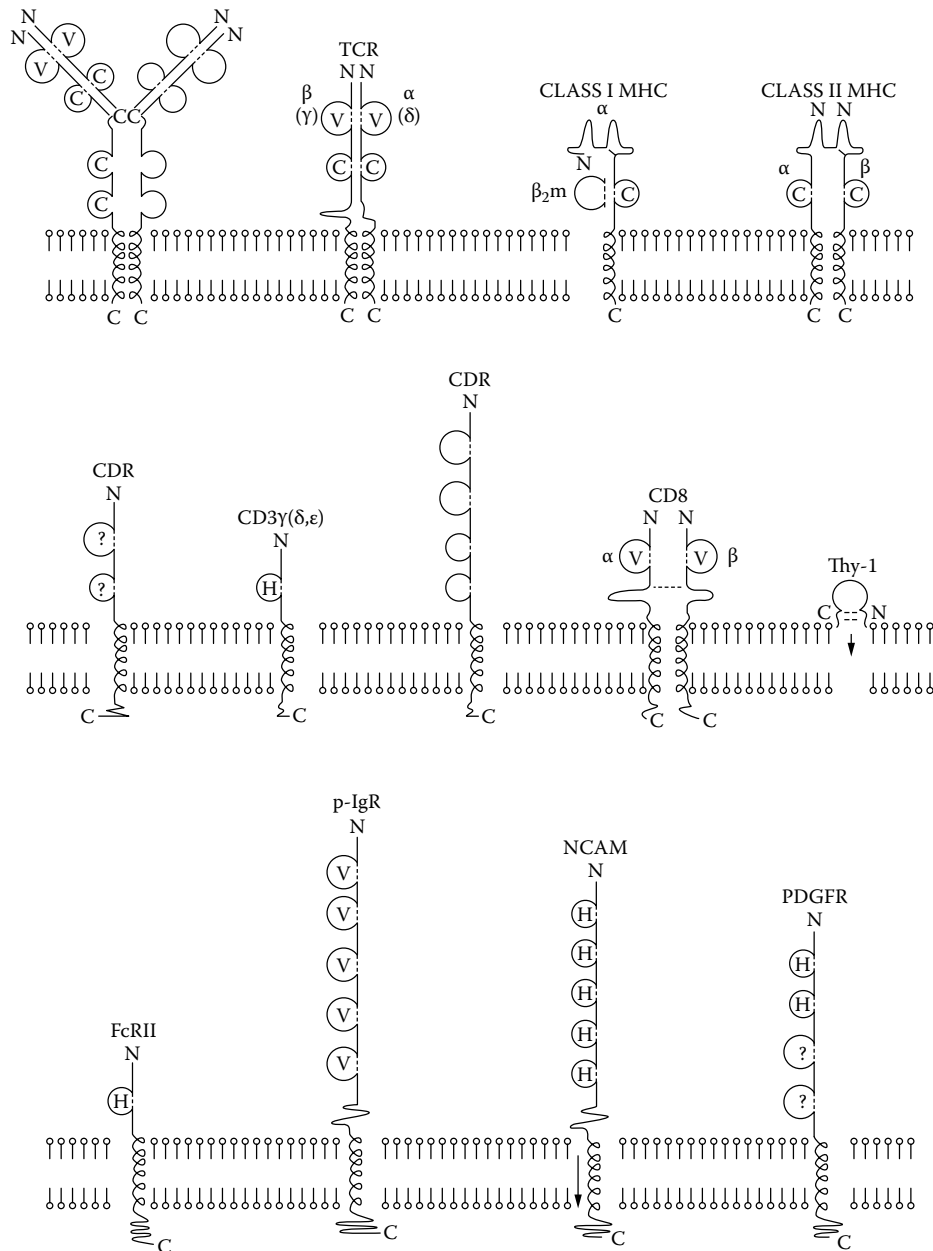 N N
N N
V V
C C
CC
C
C
C C
TCR
N N
β (γ) α (δ)
V V
C C
C C
CLASS I MHC
α
N
β₂m C
C
CLASS II MHC
N N
α β
C C
C C
CDR
N
?
?
C
CD3γ(δ,ε)
N
H
C
CDR
N
C
CD8
N N
α V V β
C C
Thy-1
C N
FcRII
N
H
C
p-IgR
N
V
V
V
V
V
C
NCAM
N
H
H
H
H
H
C
PDGFR
N
H
H
?
?
C